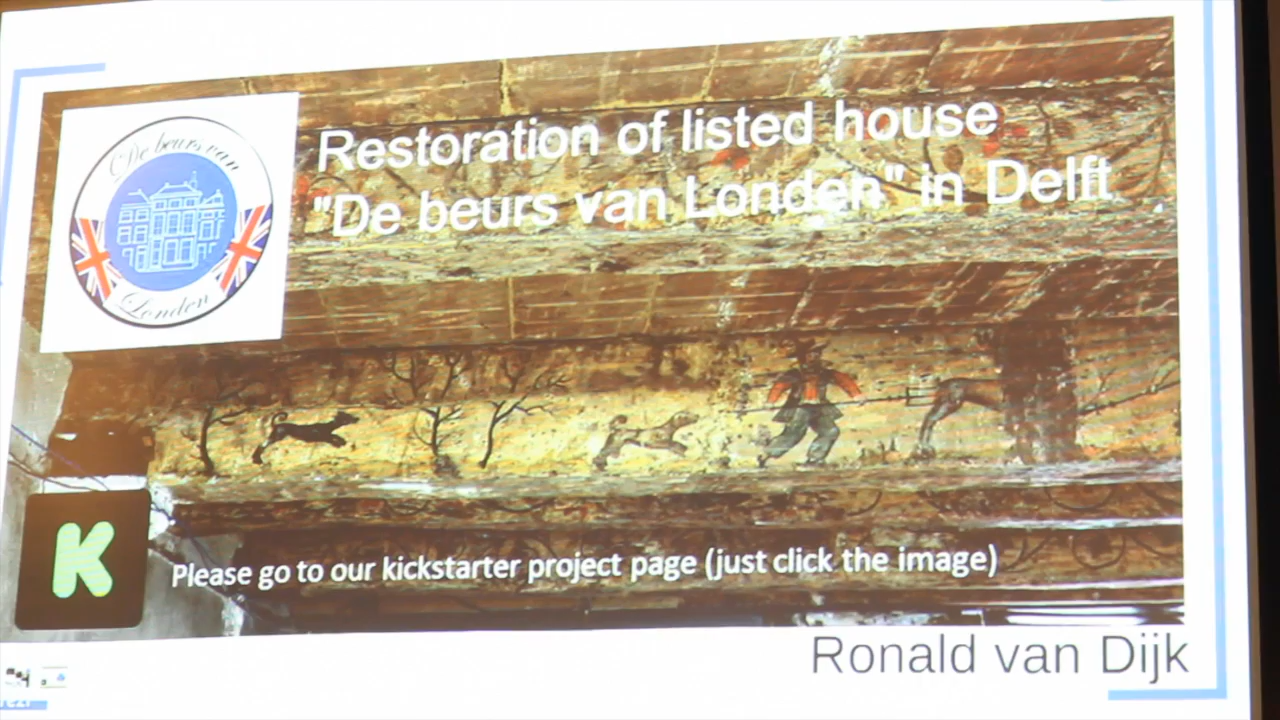 De beurs van
Londen
Restoration of listed house
"De beurs van Londen" in Delft
K
Please go to our kickstarter project page (just click the image)
Ronald van Dijk